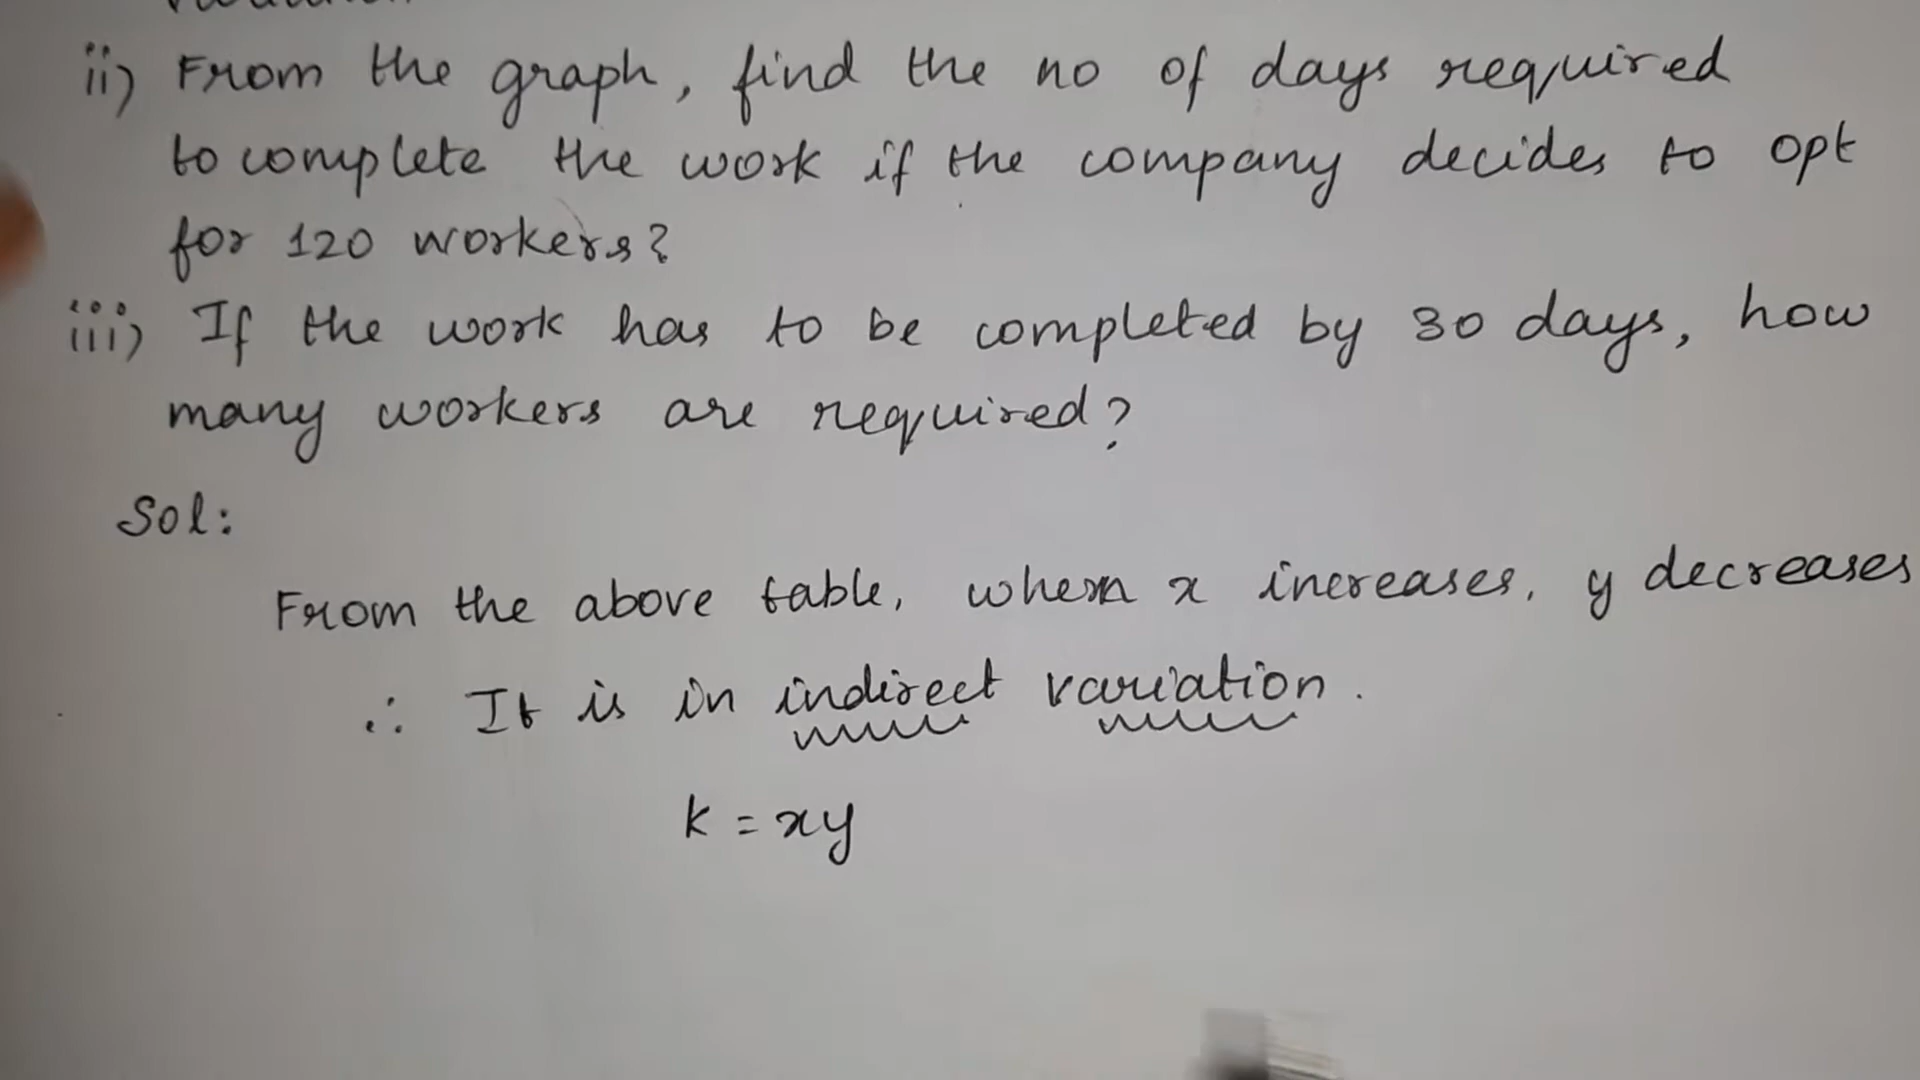 ii) From the graph, find the no of days required
to complete the work if the company decides to opt
for 120 workers?
iii) If the work has to be completed by 30 days, how
many workers are required?
Sol:
From the above table, when x increases, y decreases
∴ It is in indirect variation.
k = xy